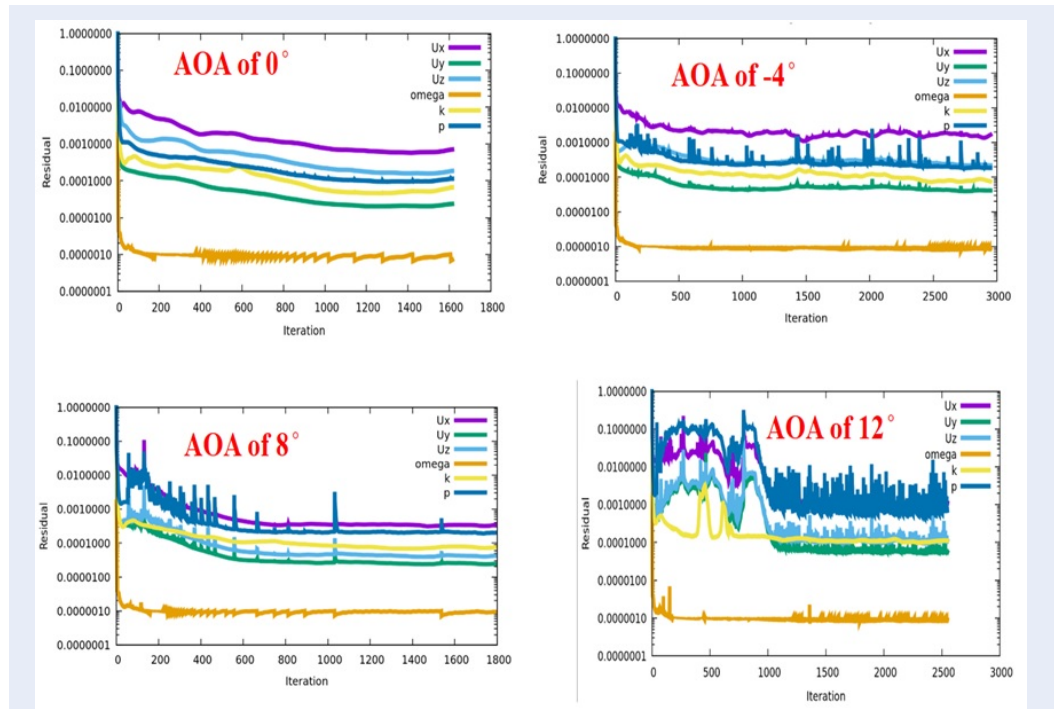 AOA of 0°
Ux
Uy
Uz
omega
k
p
1.0000000
0.1000000
0.0100000
0.0010000
0.0001000
0.0000100
0.0000010
0.0000001
Residual
0 200 400 600 800 1000 1200 1400 1600 1800
Iteration
AOA of -4°
Ux
Uy
Uz
omega
k
p
1.0000000
0.1000000
0.0100000
0.0010000
0.0001000
0.0000100
0.0000010
0.0000001
Residual
0 500 1000 1500 2000 2500 3000
Iteration
AOA of 8°
Ux
Uy
Uz
omega
k
p
1.0000000
0.1000000
0.0100000
0.0010000
0.0001000
0.0000100
0.0000010
0.0000001
Residual
0 200 400 600 800 1000 1200 1400 1600 1800
Iteration
AOA of 12°
Ux
Uy
Uz
omega
k
p
1.0000000
0.1000000
0.0100000
0.0010000
0.0001000
0.0000100
0.0000010
0.0000001
Residual
0 500 1000 1500 2000 2500 3000
Iteration